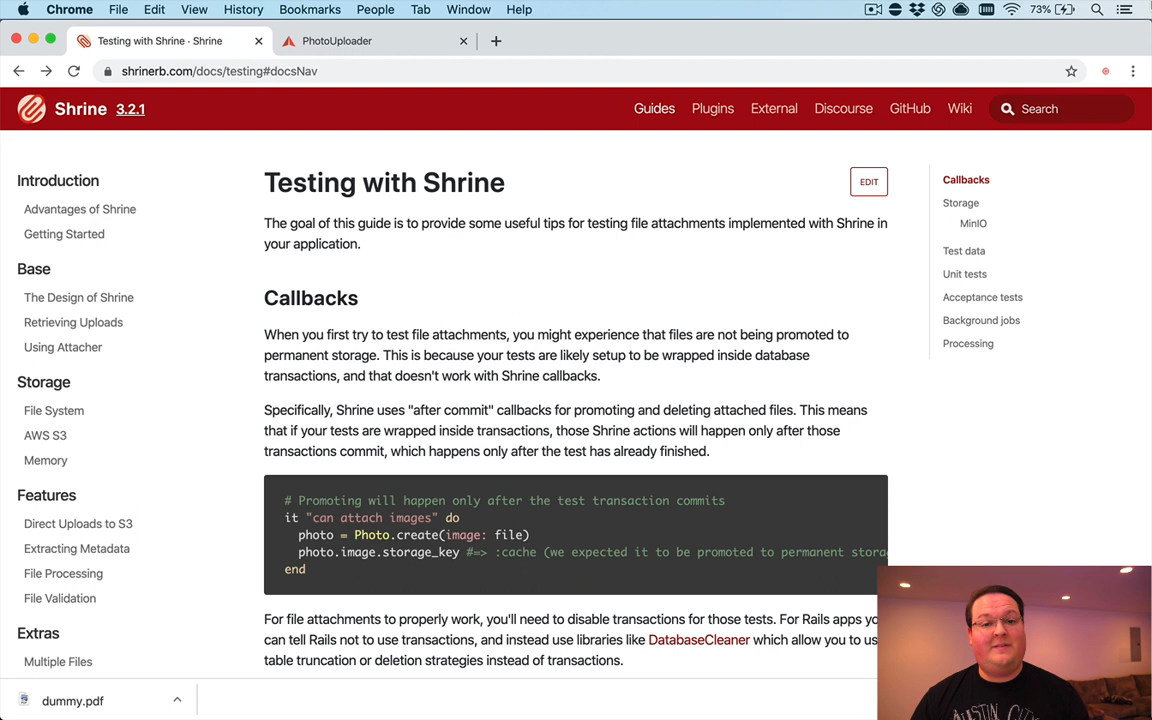 Chrome File Edit View History Bookmarks People Tab Window Help 73%
Testing with Shrine · Shrine
PhotoUploader
shrinerb.com/docs/testing#docsNav
Shrine 3.2.1
Guides Plugins External Discourse GitHub Wiki Search
Introduction
Advantages of Shrine
Getting Started
Base
The Design of Shrine
Retrieving Uploads
Using Attacher
Storage
File System
AWS S3
Memory
Features
Direct Uploads to S3
Extracting Metadata
File Processing
File Validation
Extras
Multiple Files
Testing with Shrine
EDIT
The goal of this guide is to provide some useful tips for testing file attachments implemented with Shrine in
your application.
Callbacks
When you first try to test file attachments, you might experience that files are not being promoted to
permanent storage. This is because your tests are likely setup to be wrapped inside database
transactions, and that doesn't work with Shrine callbacks.
Specifically, Shrine uses "after commit" callbacks for promoting and deleting attached files. This means
that if your tests are wrapped inside transactions, those Shrine actions will happen only after those
transactions commit, which happens only after the test has already finished.
# Promoting will happen only after the test transaction commits
it "can attach images" do
photo = Photo.create(image: file)
photo.image.storage_key #=> :cache (we expected it to be promoted to permanent stora
end
For file attachments to properly work, you'll need to disable transactions for those tests. For Rails apps yo
can tell Rails not to use transactions, and instead use libraries like DatabaseCleaner which allow you to us
table truncation or deletion strategies instead of transactions.
Callbacks
Storage
MinIO
Test data
Unit tests
Acceptance tests
Background jobs
Processing
dummy.pdf
AUSTIN CITY